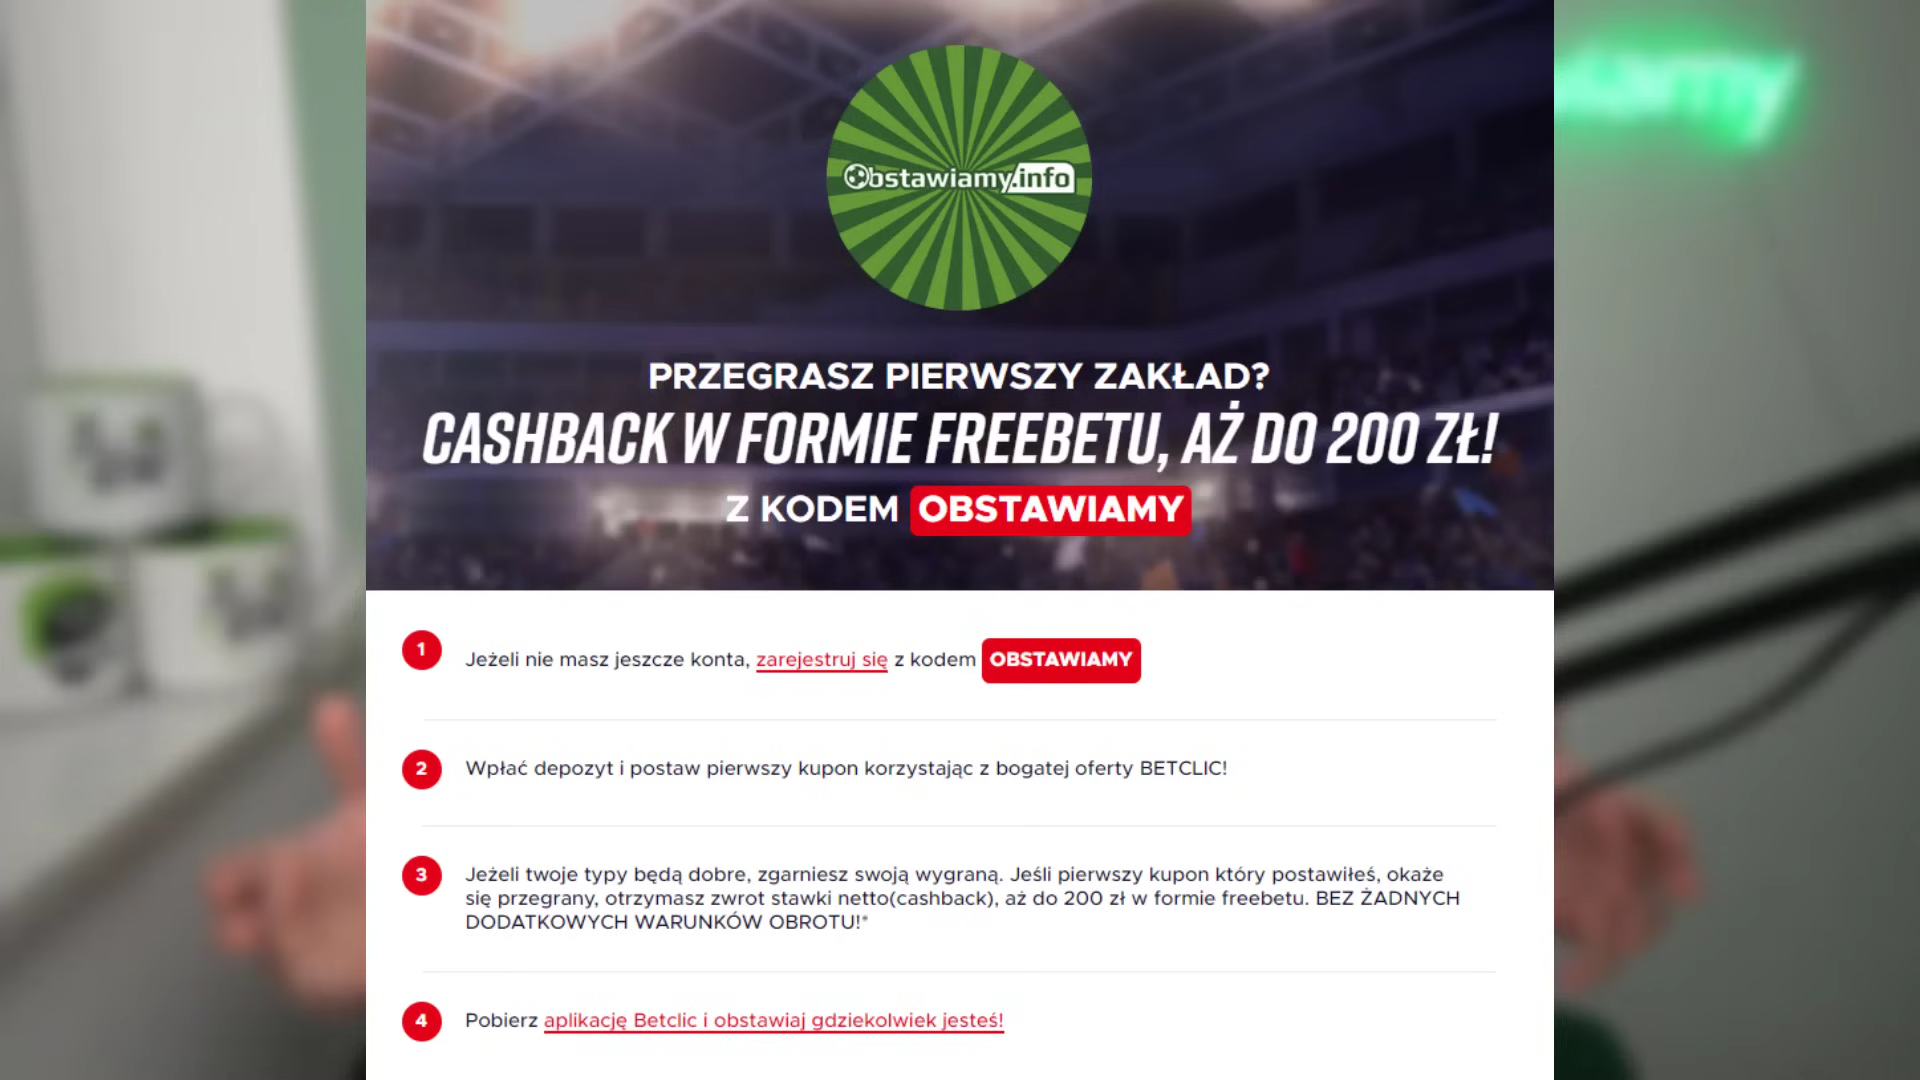 Obstawiamy.info
PRZEGRASZ PIERWSZY ZAKŁAD?
CASHBACK W FORMIE FREEBETU, AŻ DO 200 ZŁ!
Z KODEM OBSTAWIAMY
1 Jeżeli nie masz jeszcze konta, zarejestruj się z kodem OBSTAWIAMY
2 Wpłać depozyt i postaw pierwszy kupon korzystając z bogatej oferty BETCLIC!
3 Jeżeli twoje typy będą dobre, zgarniesz swoją wygraną. Jeśli pierwszy kupon który postawiłeś, okaże
się przegrany, otrzymasz zwrot stawki netto(cashback), aż do 200 zł w formie freebetu. BEZ ŻADNYCH
DODATKOWYCH WARUNKÓW OBROTU!*
4 Pobierz aplikację Betclic i obstawiaj gdziekolwiek jesteś!